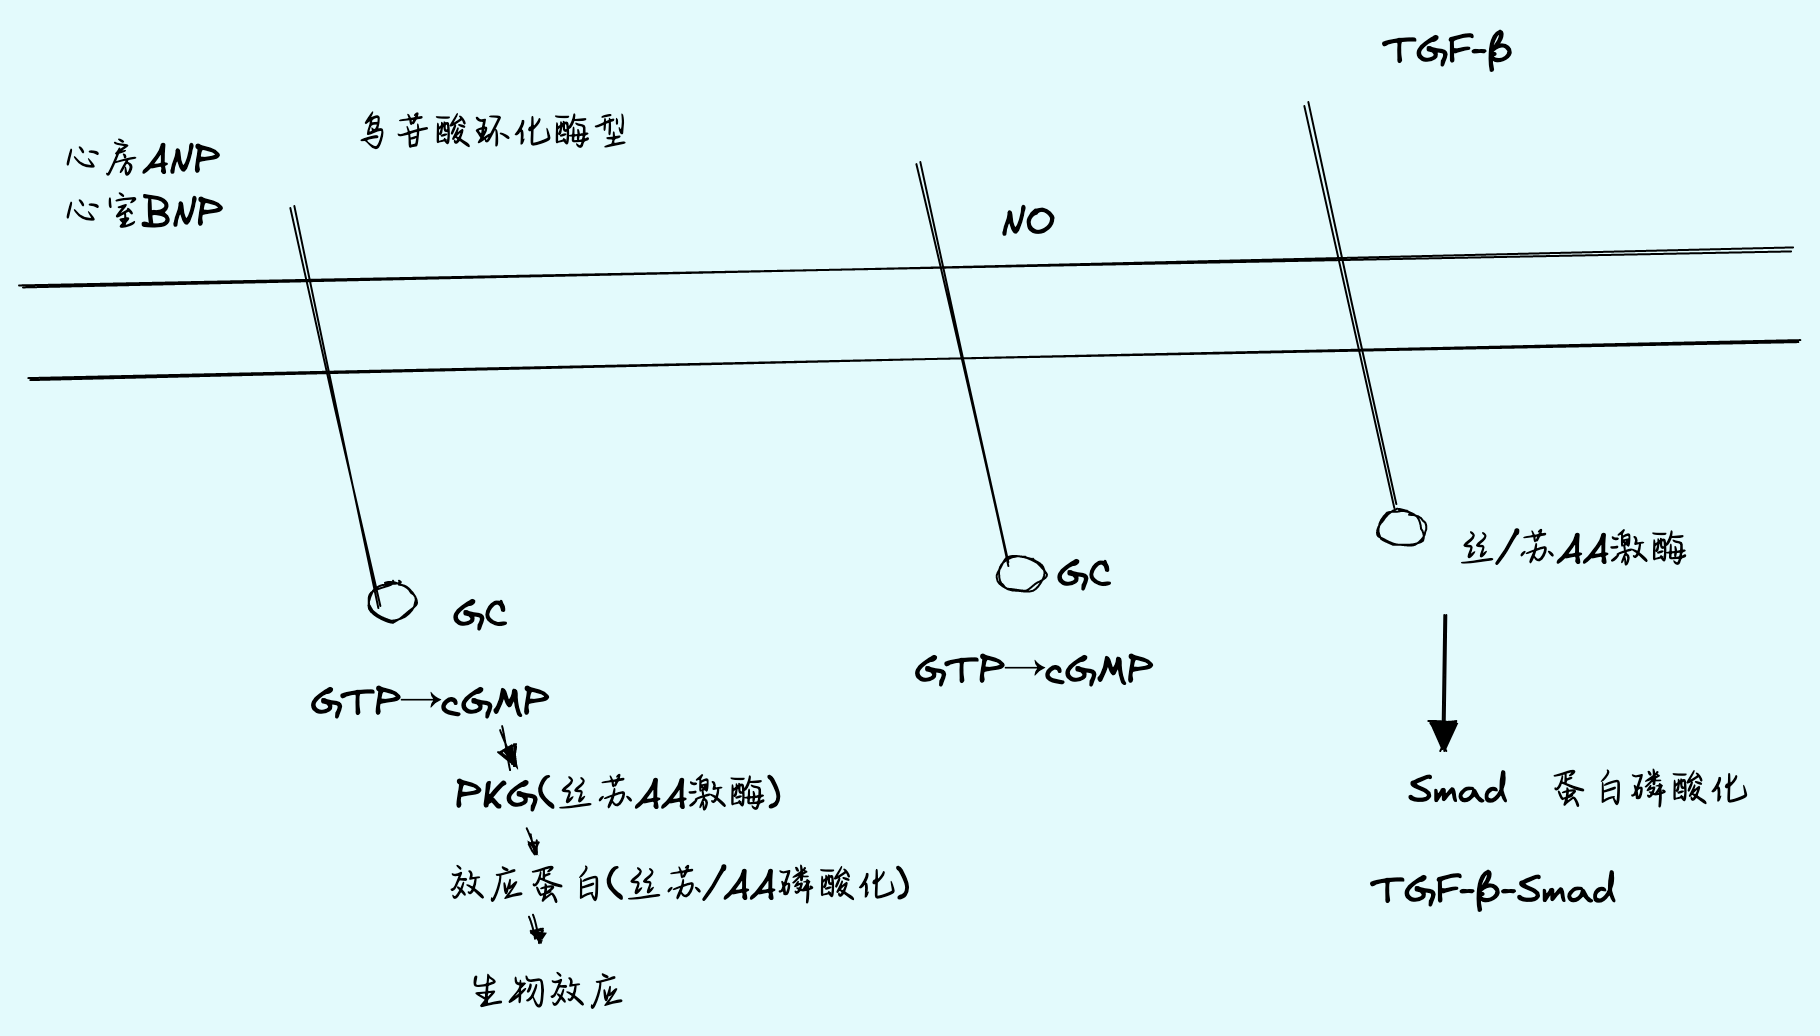 心房ANP
心室BNP
鸟苷酸环化酶型
GC
GTP→cGMP
PKG(丝苏AA激酶)
效应蛋白(丝苏/AA磷酸化)
生物效应
NO
GC
GTP→cGMP
TGF-β
丝/苏AA激酶
Smad 蛋白磷酸化
TGF-β-Smad